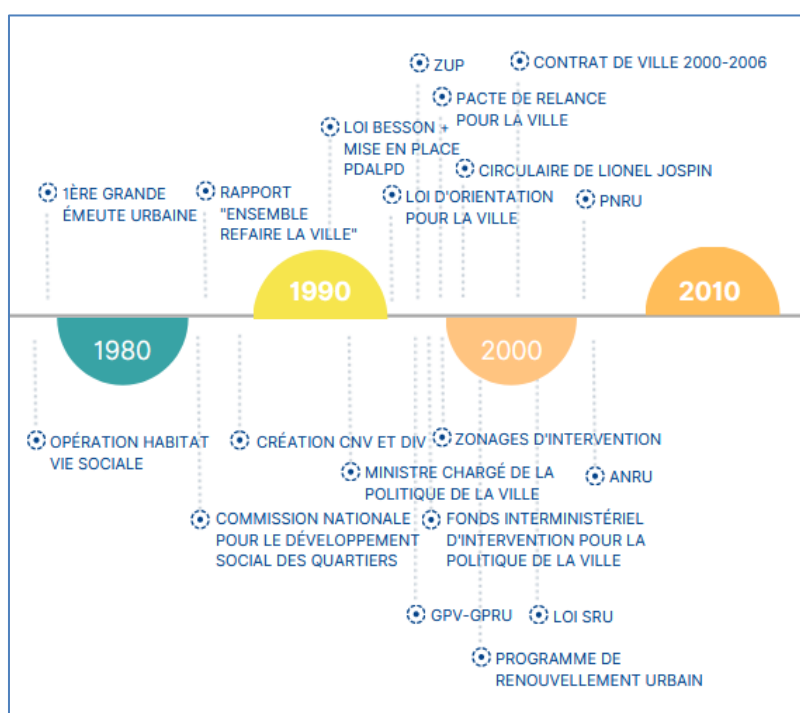 ZUP
CONTRAT DE VILLE 2000-2006
PACTE DE RELANCE
POUR LA VILLE
LOI BESSON +
MISE EN PLACE
PDALPD
CIRCULAIRE DE LIONEL JOSPIN
1ÈRE GRANDE
ÉMEUTE URBAINE
RAPPORT
"ENSEMBLE
REFAIRE LA VILLE"
LOI D'ORIENTATION
POUR LA VILLE
PNRU
1990
2010
1980
2000
OPÉRATION HABITAT
VIE SOCIALE
CRÉATION CNV ET DIV
ZONAGES D'INTERVENTION
MINISTRE CHARGÉ DE LA
POLITIQUE DE LA VILLE
ANRU
COMMISSION NATIONALE
POUR LE DÉVELOPPEMENT
SOCIAL DES QUARTIERS
FONDS INTERMINISTÉRIEL
D'INTERVENTION POUR LA
POLITIQUE DE LA VILLE
GPV-GPRU
LOI SRU
PROGRAMME DE
RENOUVELLEMENT URBAIN